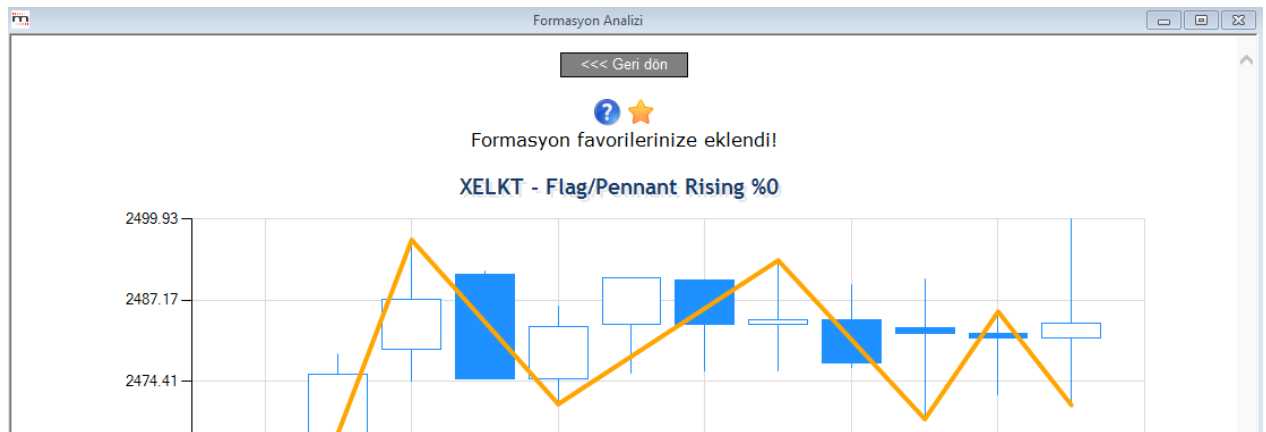 Formasyon Analizi
<<< Geri dön
?
Formasyon favorilerinize eklendi!
XELKT - Flag/Pennant Rising %0
2499.93
2487.17
2474.41